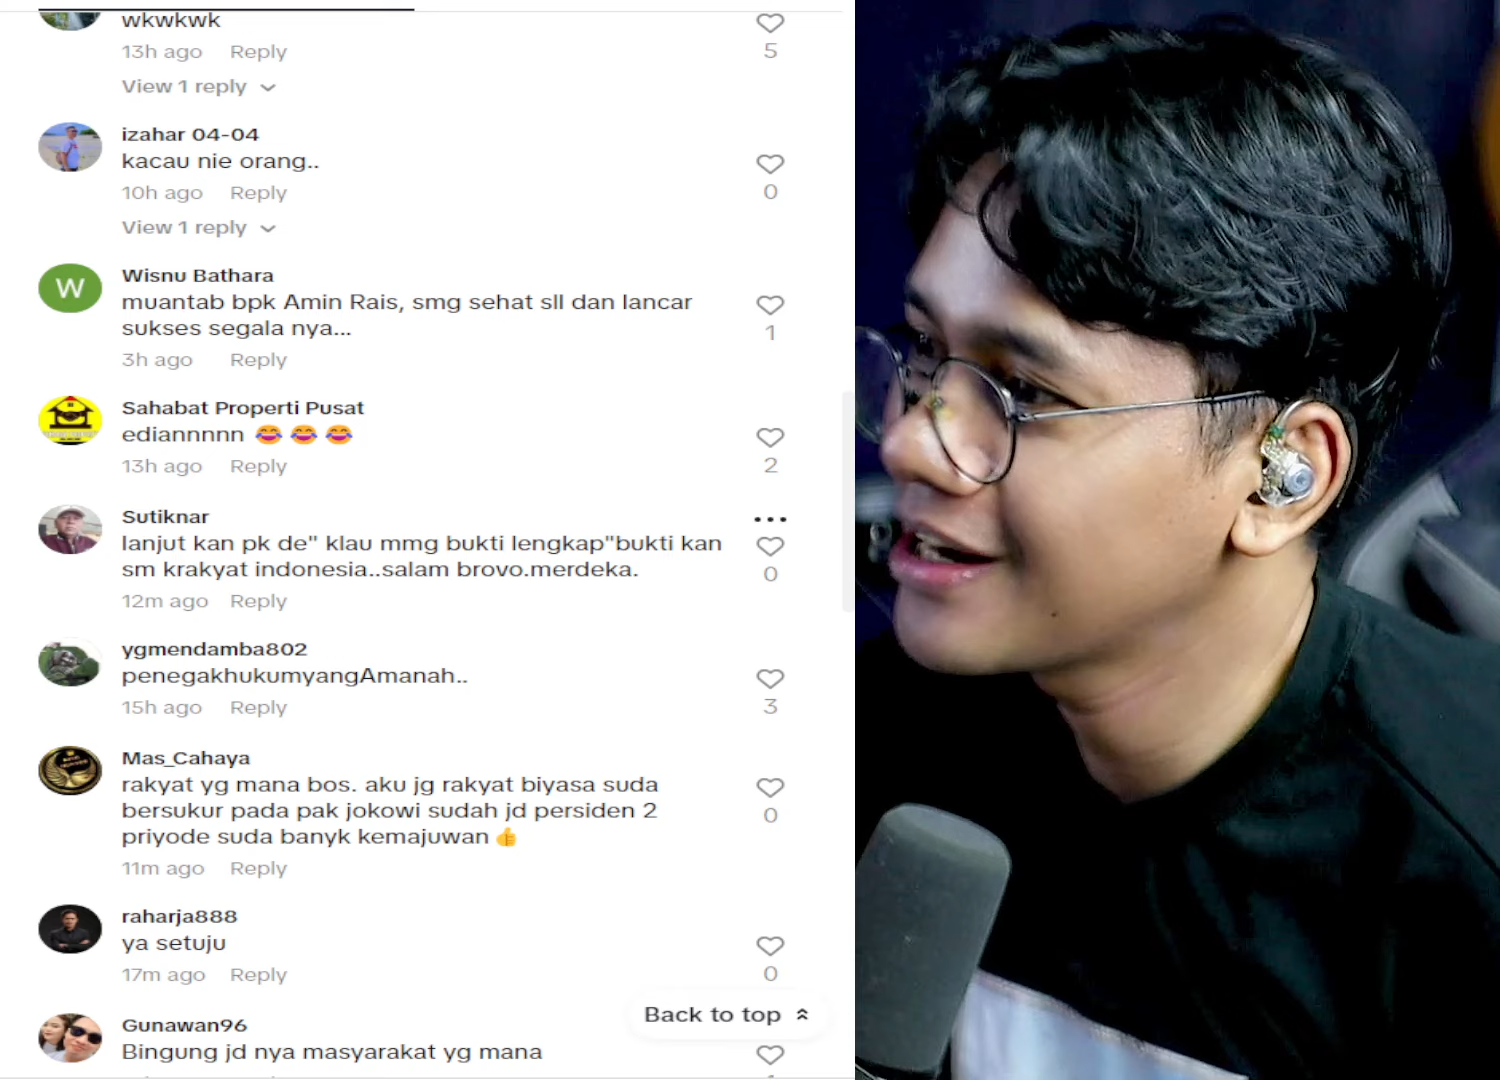 wkwkwk
5
13h ago Reply
View 1 reply
izahar 04-04
kacau nie orang..
10h ago Reply
0
View 1 reply
W
Wisnu Bathara
muantab bpk Amin Rais, smg sehat sll dan lancar
sukses segala nya...
1
3h ago Reply
Sahabat Properti Pusat
ediannnnn 😂 😂 😂
13h ago Reply
2
Sutiknar
lanjut kan pk de" klau mmg bukti lengkap"bukti kan
sm krakyat indonesia..salam brovo.merdeka.
0
12m ago Reply
ygmendamba802
penegakhukumyangAmanah..
15h ago Reply
3
Mas_Cahaya
rakyat yg mana bos. aku jg rakyat biyasa suda
bersukur pada pak jokowi sudah jd persiden 2
priyode suda banyk kemajuwan 👍
0
11m ago Reply
raharja888
ya setuju
17m ago Reply
0
Back to top
Gunawan96
Bingung jd nya masyarakat yg mana